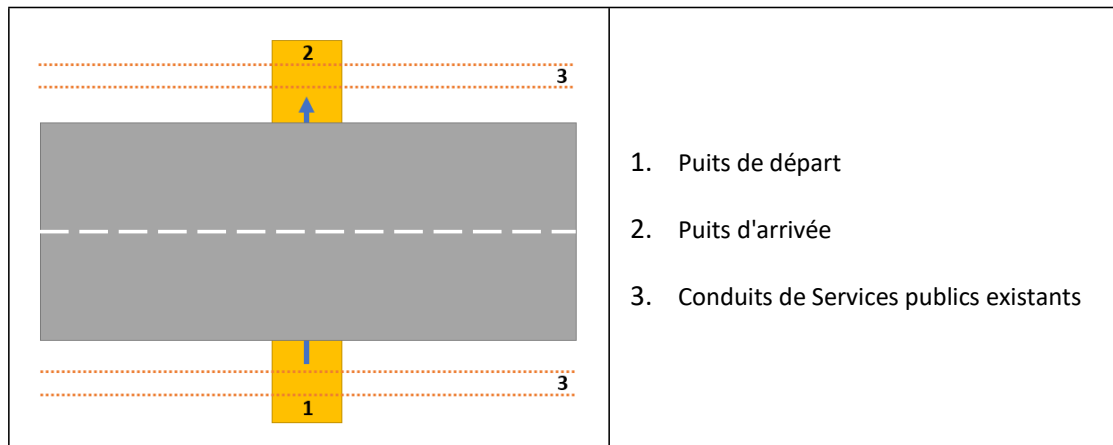 2
3
3
1
1. Puits de départ
2. Puits d'arrivée
3. Conduits de Services publics existants